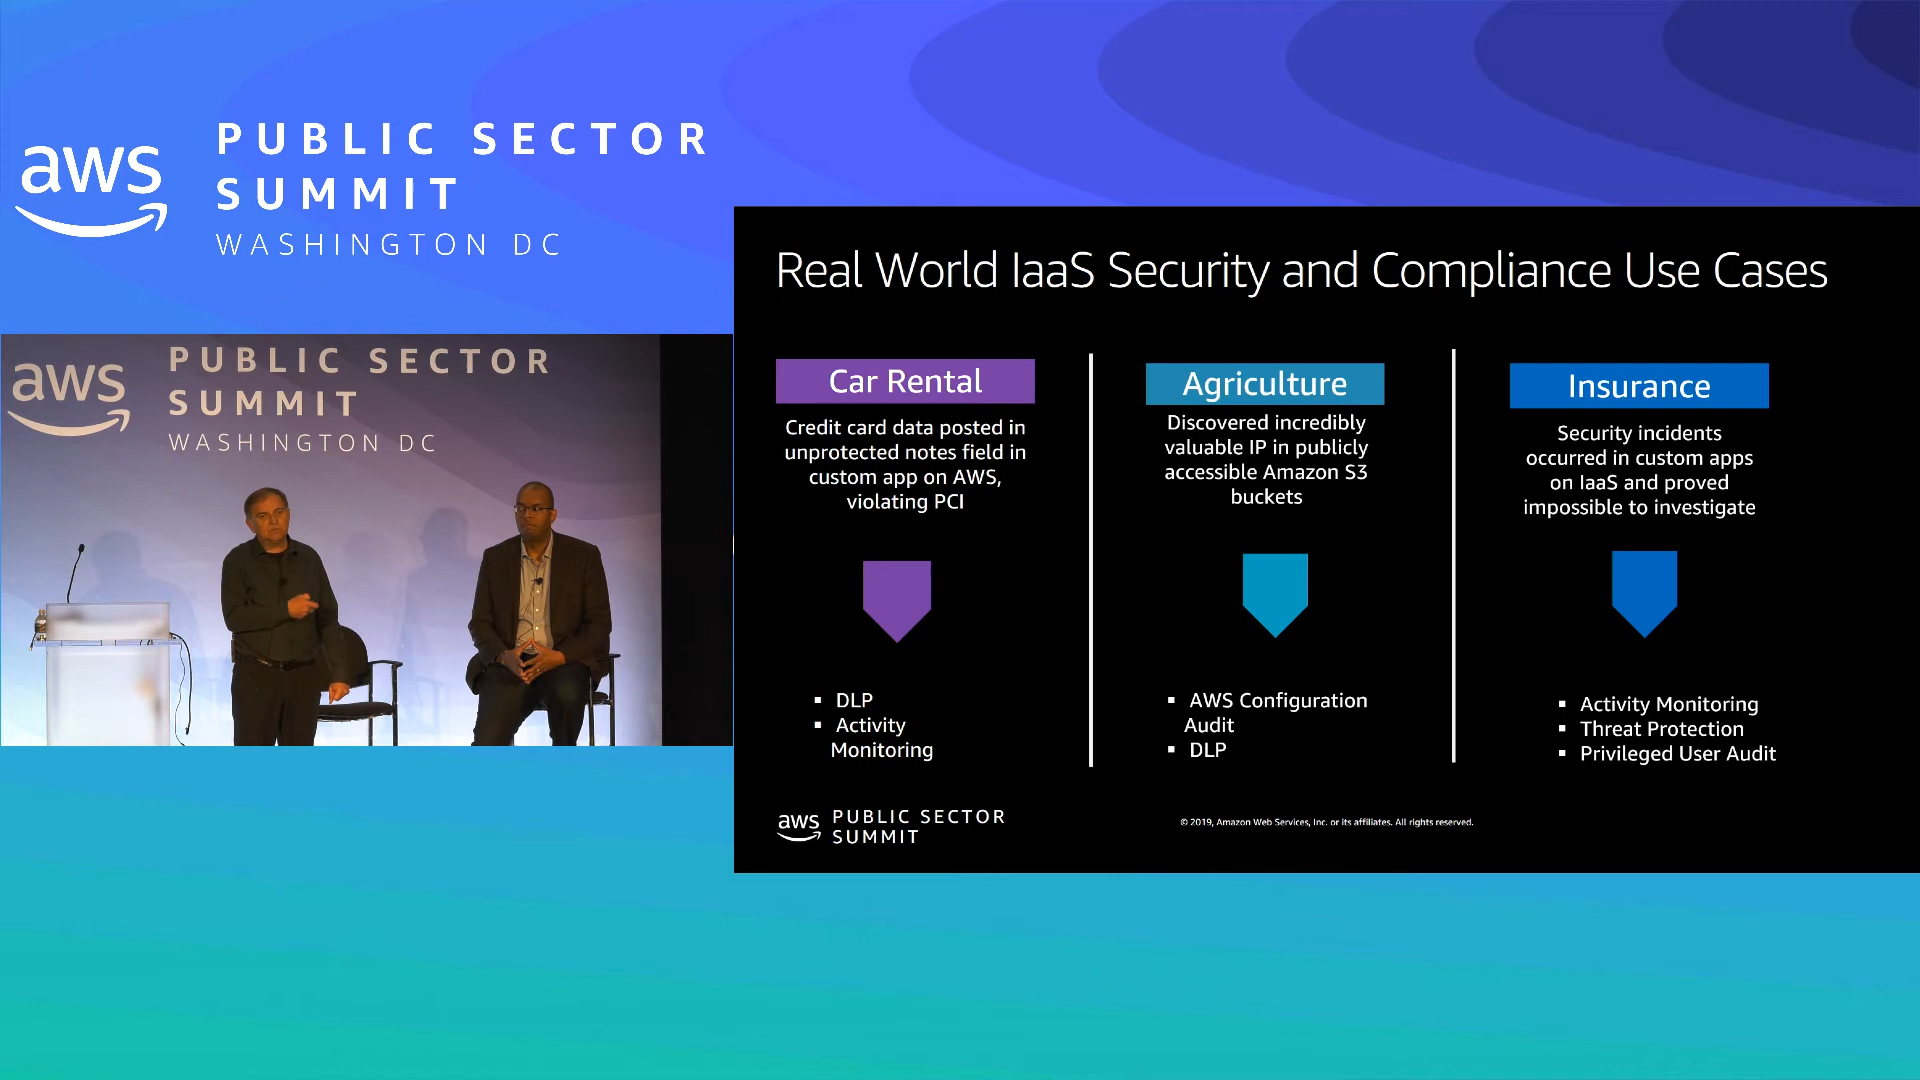 PUBLIC SECTOR
SUMMIT
WASHINGTON DC
aws
PUBLIC SECTOR
SUMMIT
WASHINGTON DC
aws
Real World IaaS Security and Compliance Use Cases
Car Rental
Credit card data posted in
unprotected notes field in
custom app on AWS,
violating PCI
▪ DLP
▪ Activity
Monitoring
Agriculture
Discovered incredibly
valuable IP in publicly
accessible Amazon S3
buckets
▪ AWS Configuration
Audit
▪ DLP
Insurance
Security incidents
occurred in custom apps
on IaaS and proved
impossible to investigate
▪ Activity Monitoring
▪ Threat Protection
▪ Privileged User Audit
aws
PUBLIC SECTOR
SUMMIT
© 2019, Amazon Web Services, Inc. or its affiliates. All rights reserved.